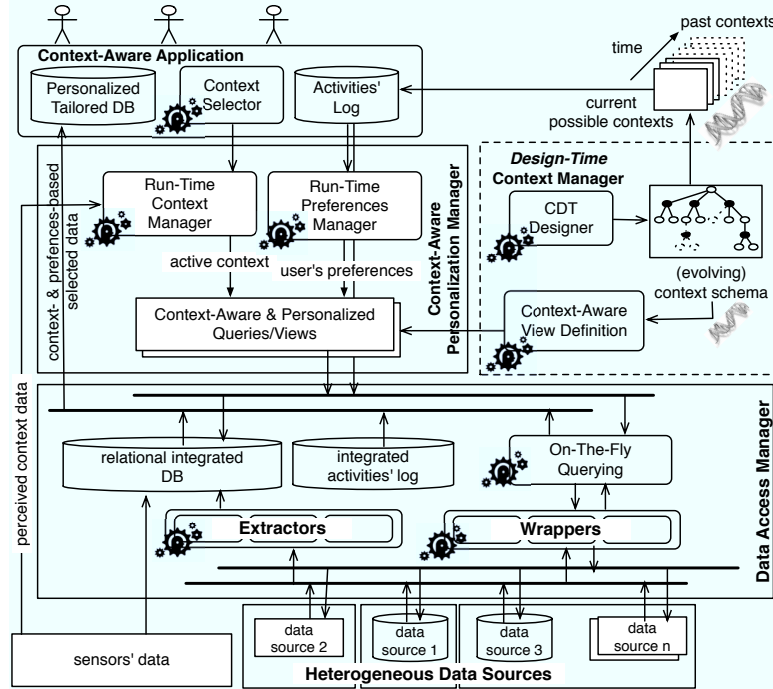 past contexts
time
Context-Aware Application
Personalized
Tailored DB
Context
Selector
Activities'
Log
current
possible contexts
Design-Time
Context Manager
Run-Time
Context
Manager
Run-Time
Preferences
Manager
CDT
Designer
context- & prefences-based
selected data
Context-Aware
Personalization Manager
active context
user's preferences
(evolving)
context schema
Context-Aware & Personalized
Queries/Views
Context-Aware
View Definition
perceived context data
Data Access Manager
relational integrated
DB
integrated
activities' log
On-The-Fly
Querying
Extractors
Wrappers
sensors' data
data
source 2
data
source 1
data
source 3
data
source n
Heterogeneous Data Sources